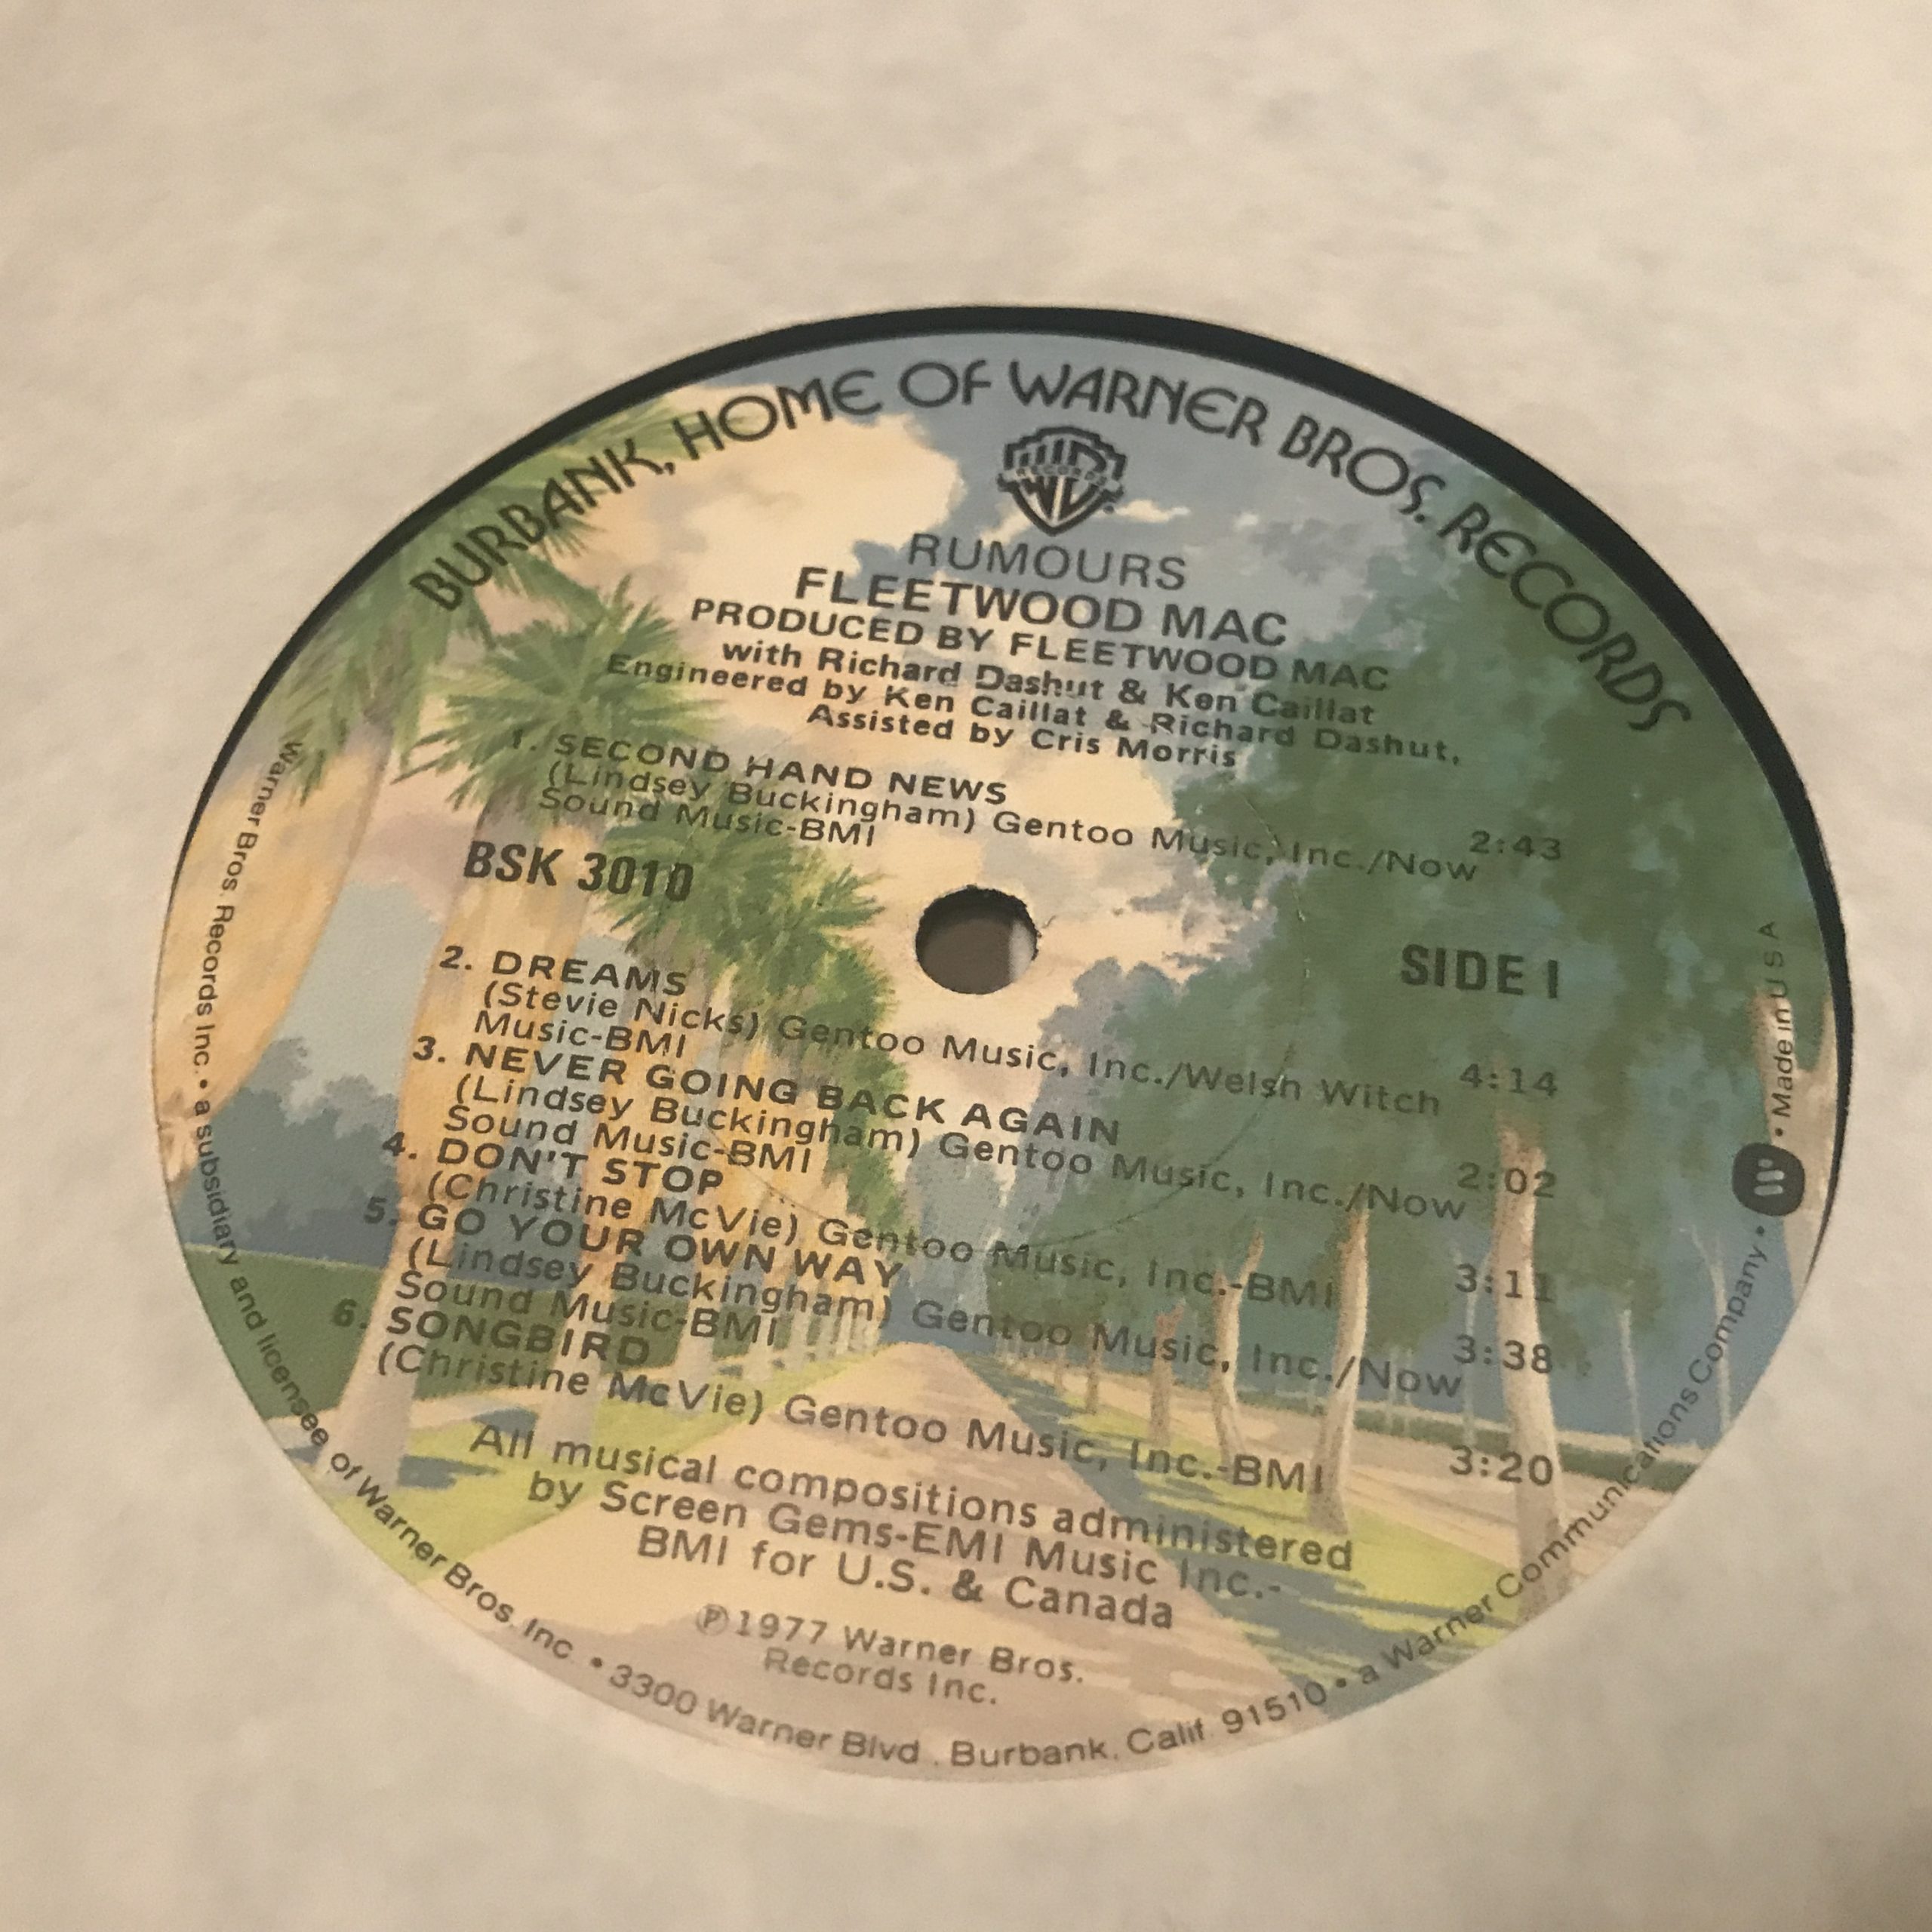 BURBANK, HOME OF WARNER BROS. RECORDS
RECORDS
RUMOURS
FLEETWOOD MAC
PRODUCED BY FLEETWOOD MAC
with Richard Dashut & Ken Caillat
Engineered by Ken Caillat & Richard Dashut,
Assisted by Cris Morris
1. SECOND HAND NEWS 2:43
(Lindsey Buckingham) Gentoo Music, Inc./Now
Sound Music-BMI
BSK 3010
SIDE I
2. DREAMS 4:14
(Stevie Nicks) Gentoo Music, Inc./Welsh Witch
Music-BMI
3. NEVER GOING BACK AGAIN 2:02
(Lindsey Buckingham) Gentoo Music, Inc./Now
Sound Music-BMI
4. DON'T STOP 3:11
(Christine McVie) Gentoo Music, Inc.-BMI
5. GO YOUR OWN WAY 3:38
(Lindsey Buckingham) Gentoo Music, Inc./Now
Sound Music-BMI
6. SONGBIRD 3:20
(Christine McVie) Gentoo Music, Inc.-BMI
All musical compositions administered
by Screen Gems-EMI Music Inc.-
BMI for U.S. & Canada
℗1977 Warner Bros.
Records Inc.
Warner Bros. Records Inc. • a subsidiary and licensee of Warner Bros. Inc. • 3300 Warner Blvd., Burbank, Calif. 91510 • a Warner Communications Company • W • Made in U S A